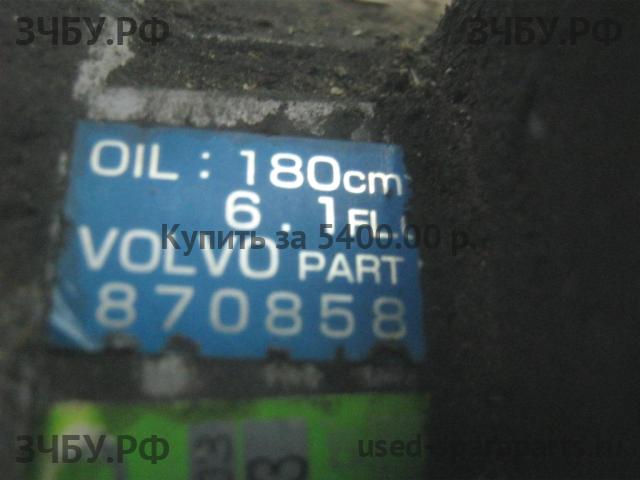 ЗЧБУ.РФ ЗЧБУ.РФ
OIL : 180cm
6 . 1FL
Купить за 5400.00 р.
VOLVO PART
870858
ЗЧБУ.РФ